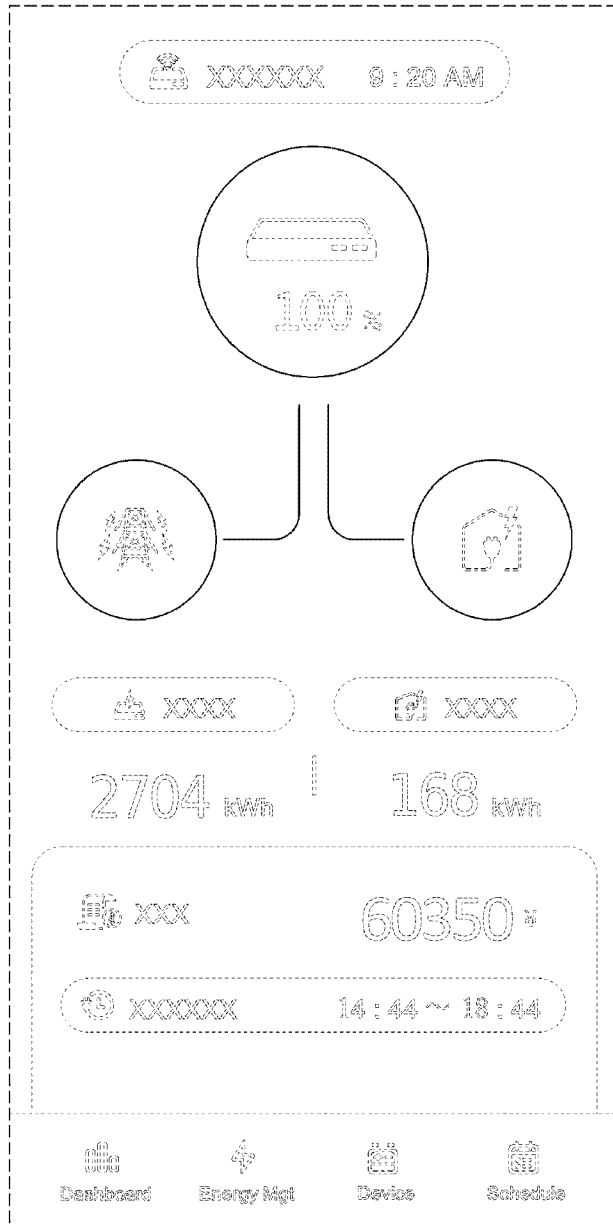 XXXXXX 9 : 20 AM
100 %
XXXX XXXX
2704 kWh 168 kWh
XXX 60350
XXXXXXX 14 : 44 ～ 18 : 44
Dashboard Energy Mgt Device Schedule